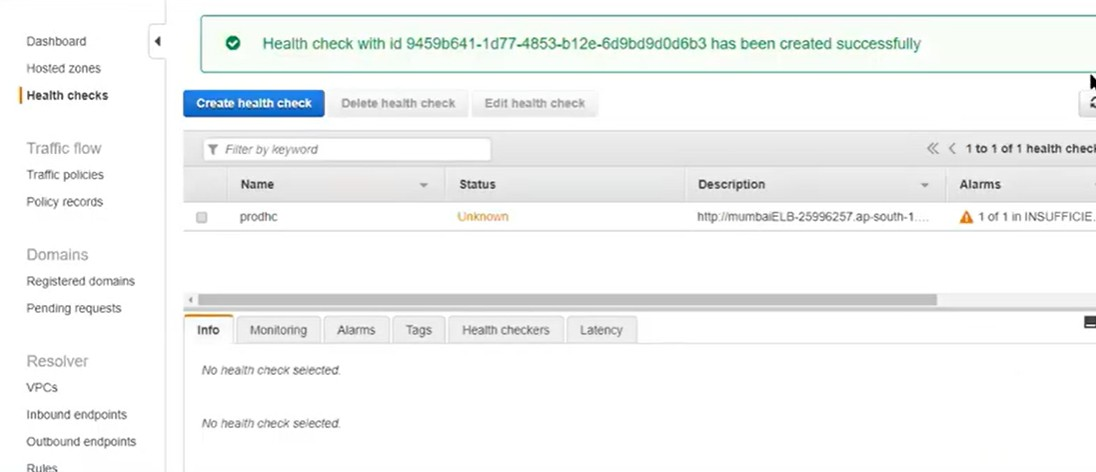 Dashboard
Hosted zones
Health checks
Traffic flow
Traffic policies
Policy records
Domains
Registered domains
Pending requests
Resolver
VPCs
Inbound endpoints
Outbound endpoints
Rules
Health check with id 9459b641-1d77-4853-b12e-6d9bd9d0d6b3 has been created successfully
Create health check Delete health check Edit health check
Filter by keyword 1 to 1 of 1 health check
Name Status Description Alarms
prodhc Unknown http://mumbaiELB-25996257.ap-south-1.... 1 of 1 in INSUFFICIE.
Info Monitoring Alarms Tags Health checkers Latency
No health check selected.
No health check selected.